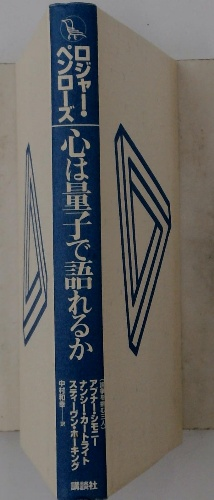 ロジャー・
ペンローズ
心は量子で語れるか
アブナー・シモニー
ナンシー・カートライト
スティーヴン・ホーキング
中村和幸 訳
講談社